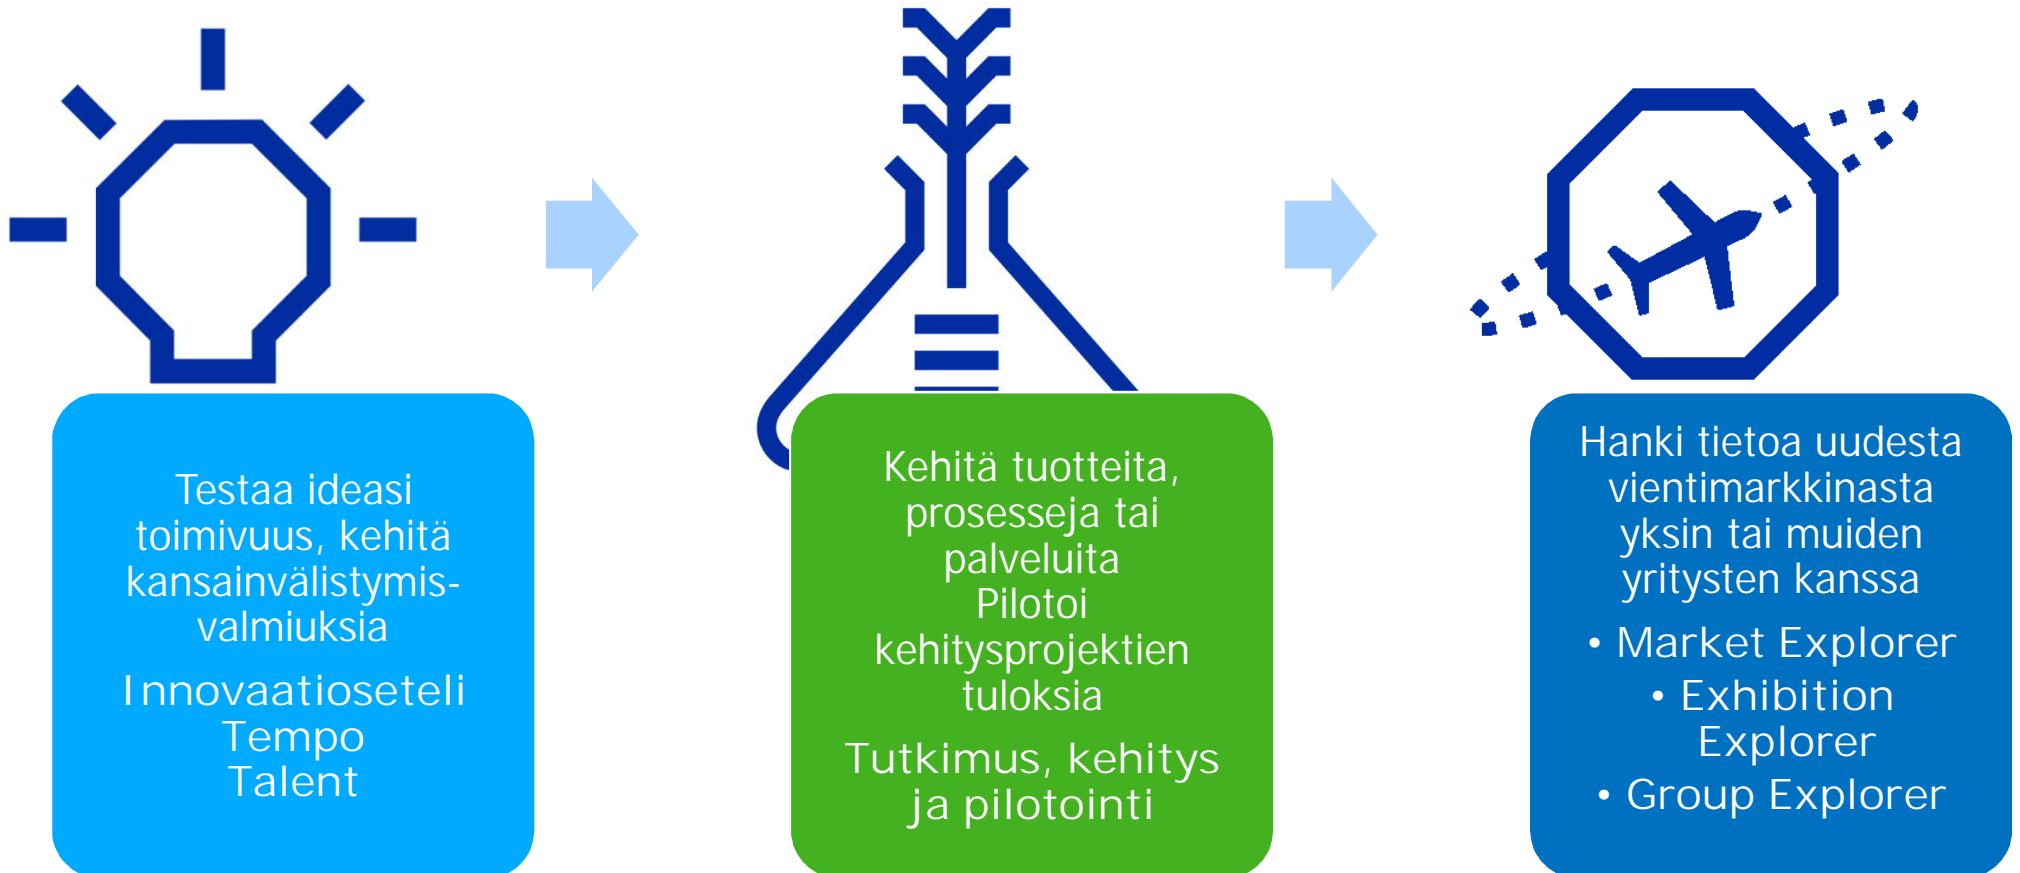 Testaa ideasi
toimivuus, kehitä
kansainvälistymis-
valmiuksia
Innovaatioseteli
Tempo
Talent
Kehitä tuotteita,
prosesseja tai
palveluita
Pilotoi
kehitysprojektien
tuloksia
Tutkimus, kehitys
ja pilotointi
Hanki tietoa uudesta
vientimarkkinasta
yksin tai muiden
yritysten kanssa
• Market Explorer
• Exhibition
Explorer
• Group Explorer